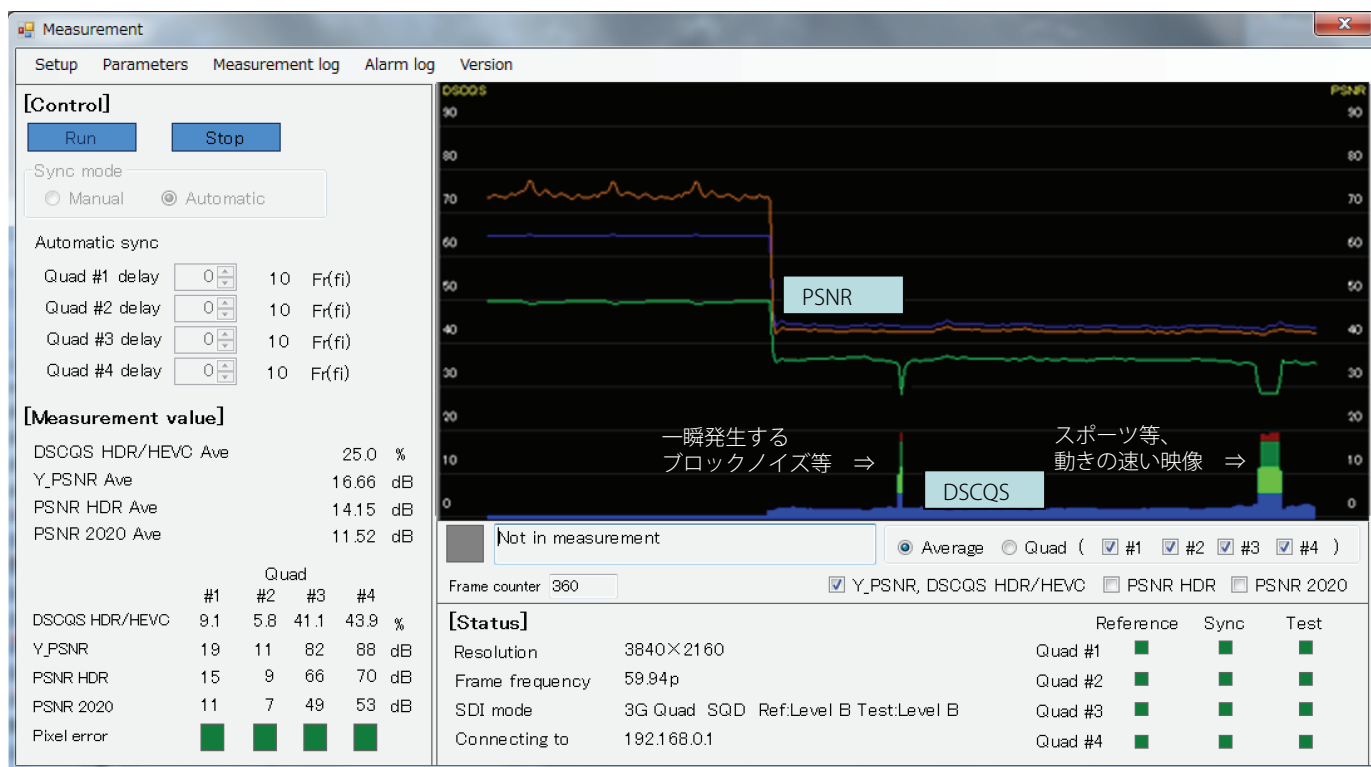 Measurement
Setup Parameters Measurement log Alarm log Version
[Control]
Run Stop
Sync mode
Manual Automatic
Automatic sync
Quad #1 delay 0 10 Fr(fi)
Quad #2 delay 0 10 Fr(fi)
Quad #3 delay 0 10 Fr(fi)
Quad #4 delay 0 10 Fr(fi)
[Measurement value]
DSCQS HDR/HEVC Ave 25.0 %
Y_PSNR Ave 16.66 dB
PSNR HDR Ave 14.15 dB
PSNR 2020 Ave 11.52 dB
Quad
#1 #2 #3 #4
DSCQS HDR/HEVC 9.1 5.8 41.1 43.9 %
Y_PSNR 19 11 82 88 dB
PSNR HDR 15 9 66 70 dB
PSNR 2020 11 7 49 53 dB
Pixel error
DSCQS PSNR
90 90
80 80
70 70
60 60
50 50
PSNR
40 40
30 30
20 20
一瞬発生する
ブロックノイズ等 ⇒
スポーツ等、
動きの速い映像 ⇒
10 10
DSCQS
0 0
Not in measurement
Average Quad ( #1 #2 #3 #4 )
Frame counter 360
Y_PSNR, DSCQS HDR/HEVC PSNR HDR PSNR 2020
[Status]
Reference Sync Test
Resolution 3840×2160 Quad #1
Frame frequency 59.94p Quad #2
SDI mode 3G Quad SQD Ref:Level B Test:Level B Quad #3
Connecting to 192.168.0.1 Quad #4